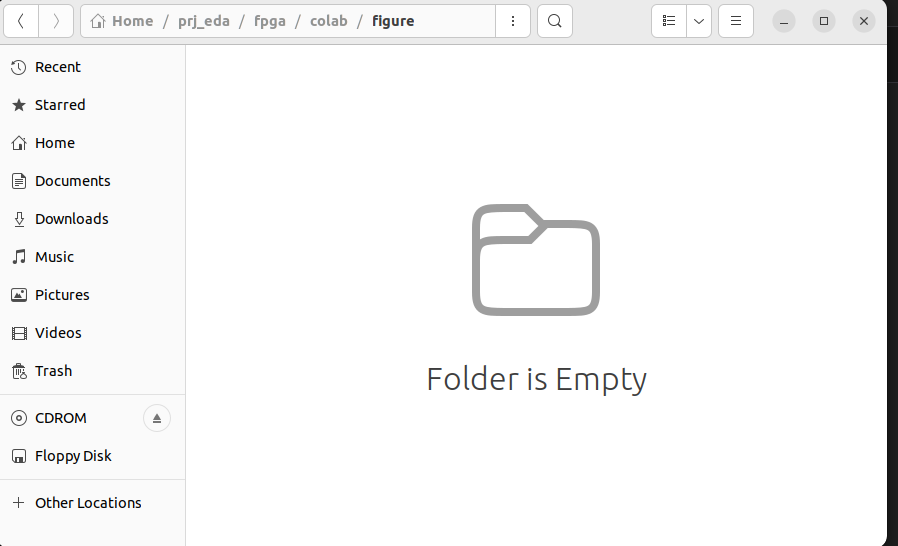 Home / prj_eda / fpga / colab / figure
Recent
Starred
Home
Documents
Downloads
Music
Pictures
Videos
Trash
CDROM
Floppy Disk
Other Locations
Folder is Empty